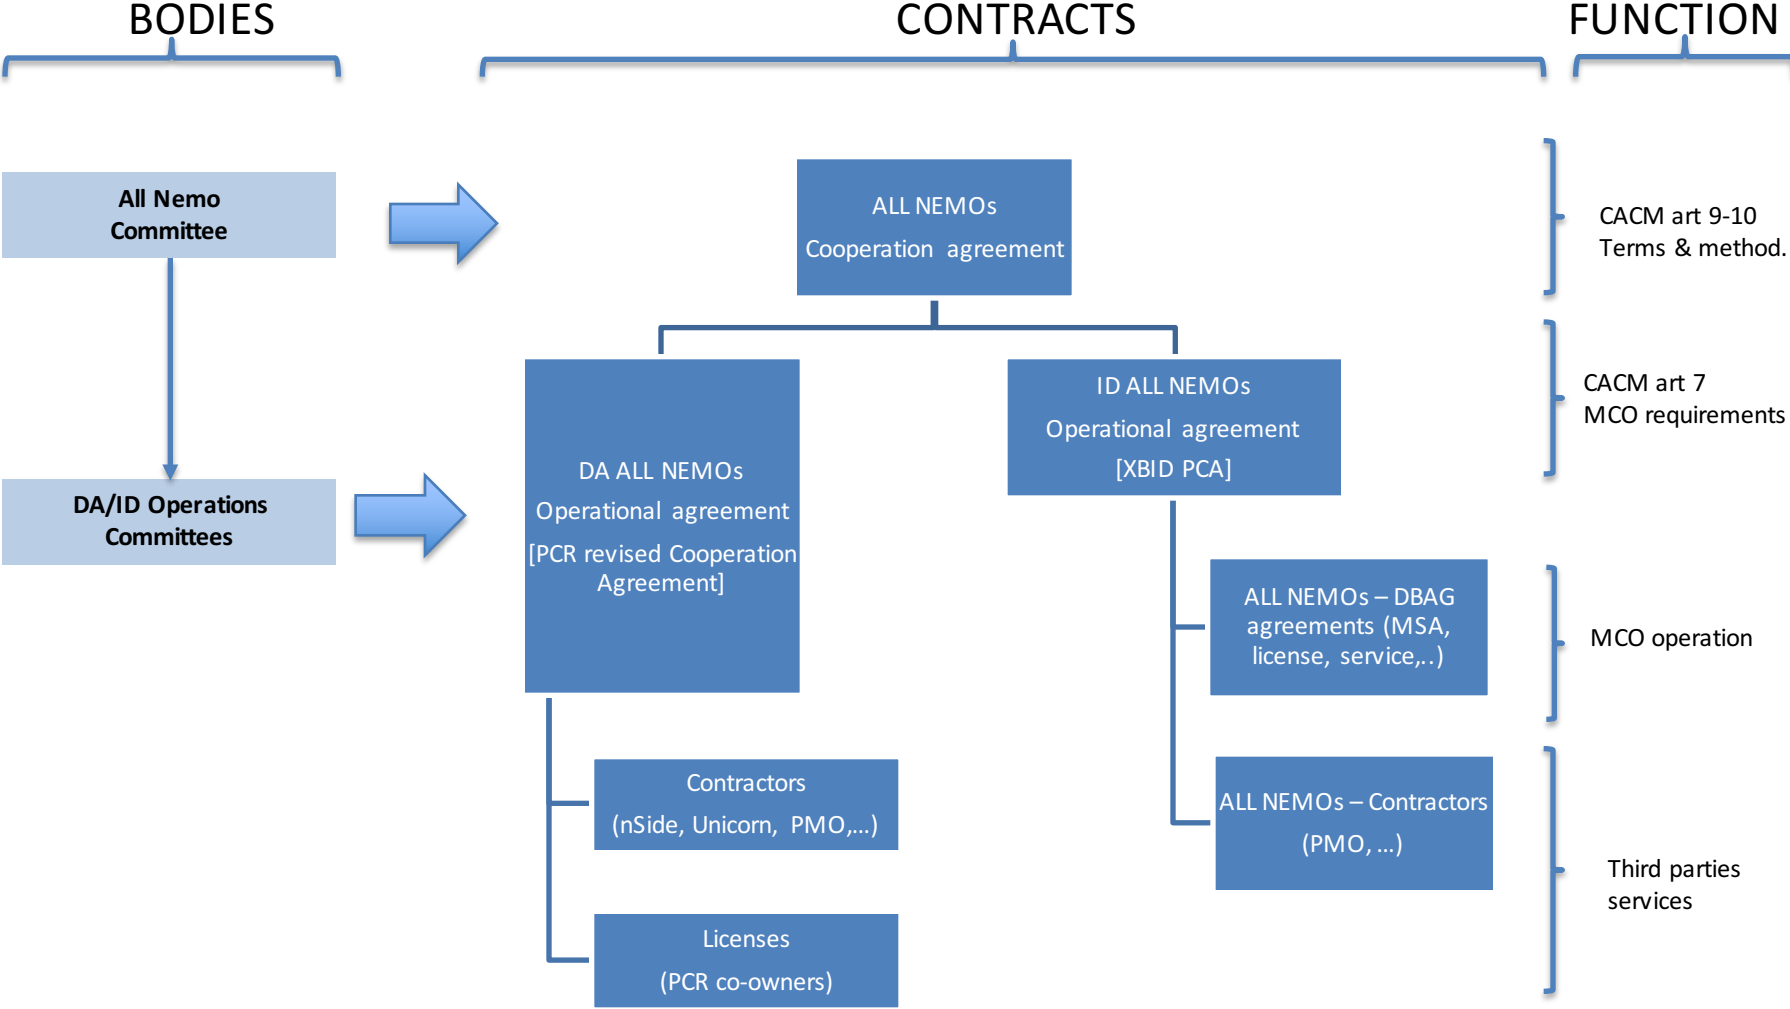 BODIES
CONTRACTS
FUNCTION
All Nemo
Committee
ALL NEMOs
Cooperation agreement
CACM art 9-10
Terms & method.
DA/ID Operations
Committees
DA ALL NEMOs
Operational agreement
[PCR revised Cooperation
Agreement]
ID ALL NEMOs
Operational agreement
[XBID PCA]
CACM art 7
MCO requirements
ALL NEMOs – DBAG
agreements (MSA,
license, service,..)
MCO operation
Contractors
(nSide, Unicorn, PMO,...)
ALL NEMOs – Contractors
(PMO, ...)
Third parties
services
Licenses
(PCR co-owners)